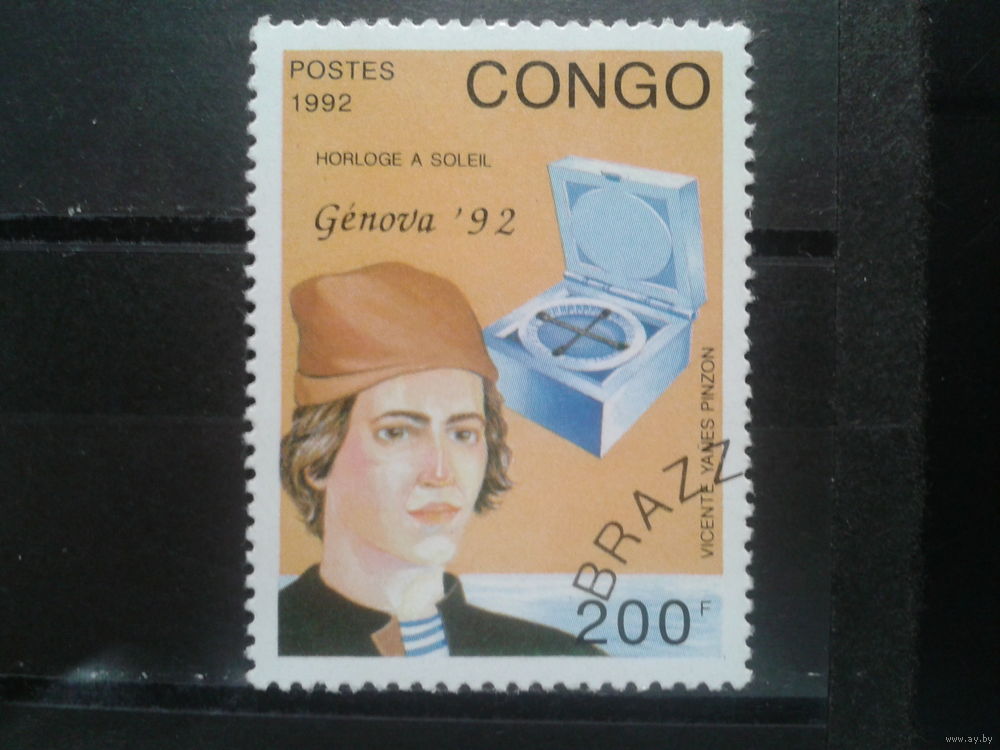 POSTES
1992
CONGO
HORLOGE A SOLEIL
Génova '92
VICENTE YAÑES PINZON
BRAZZ
200F
www.ay.by